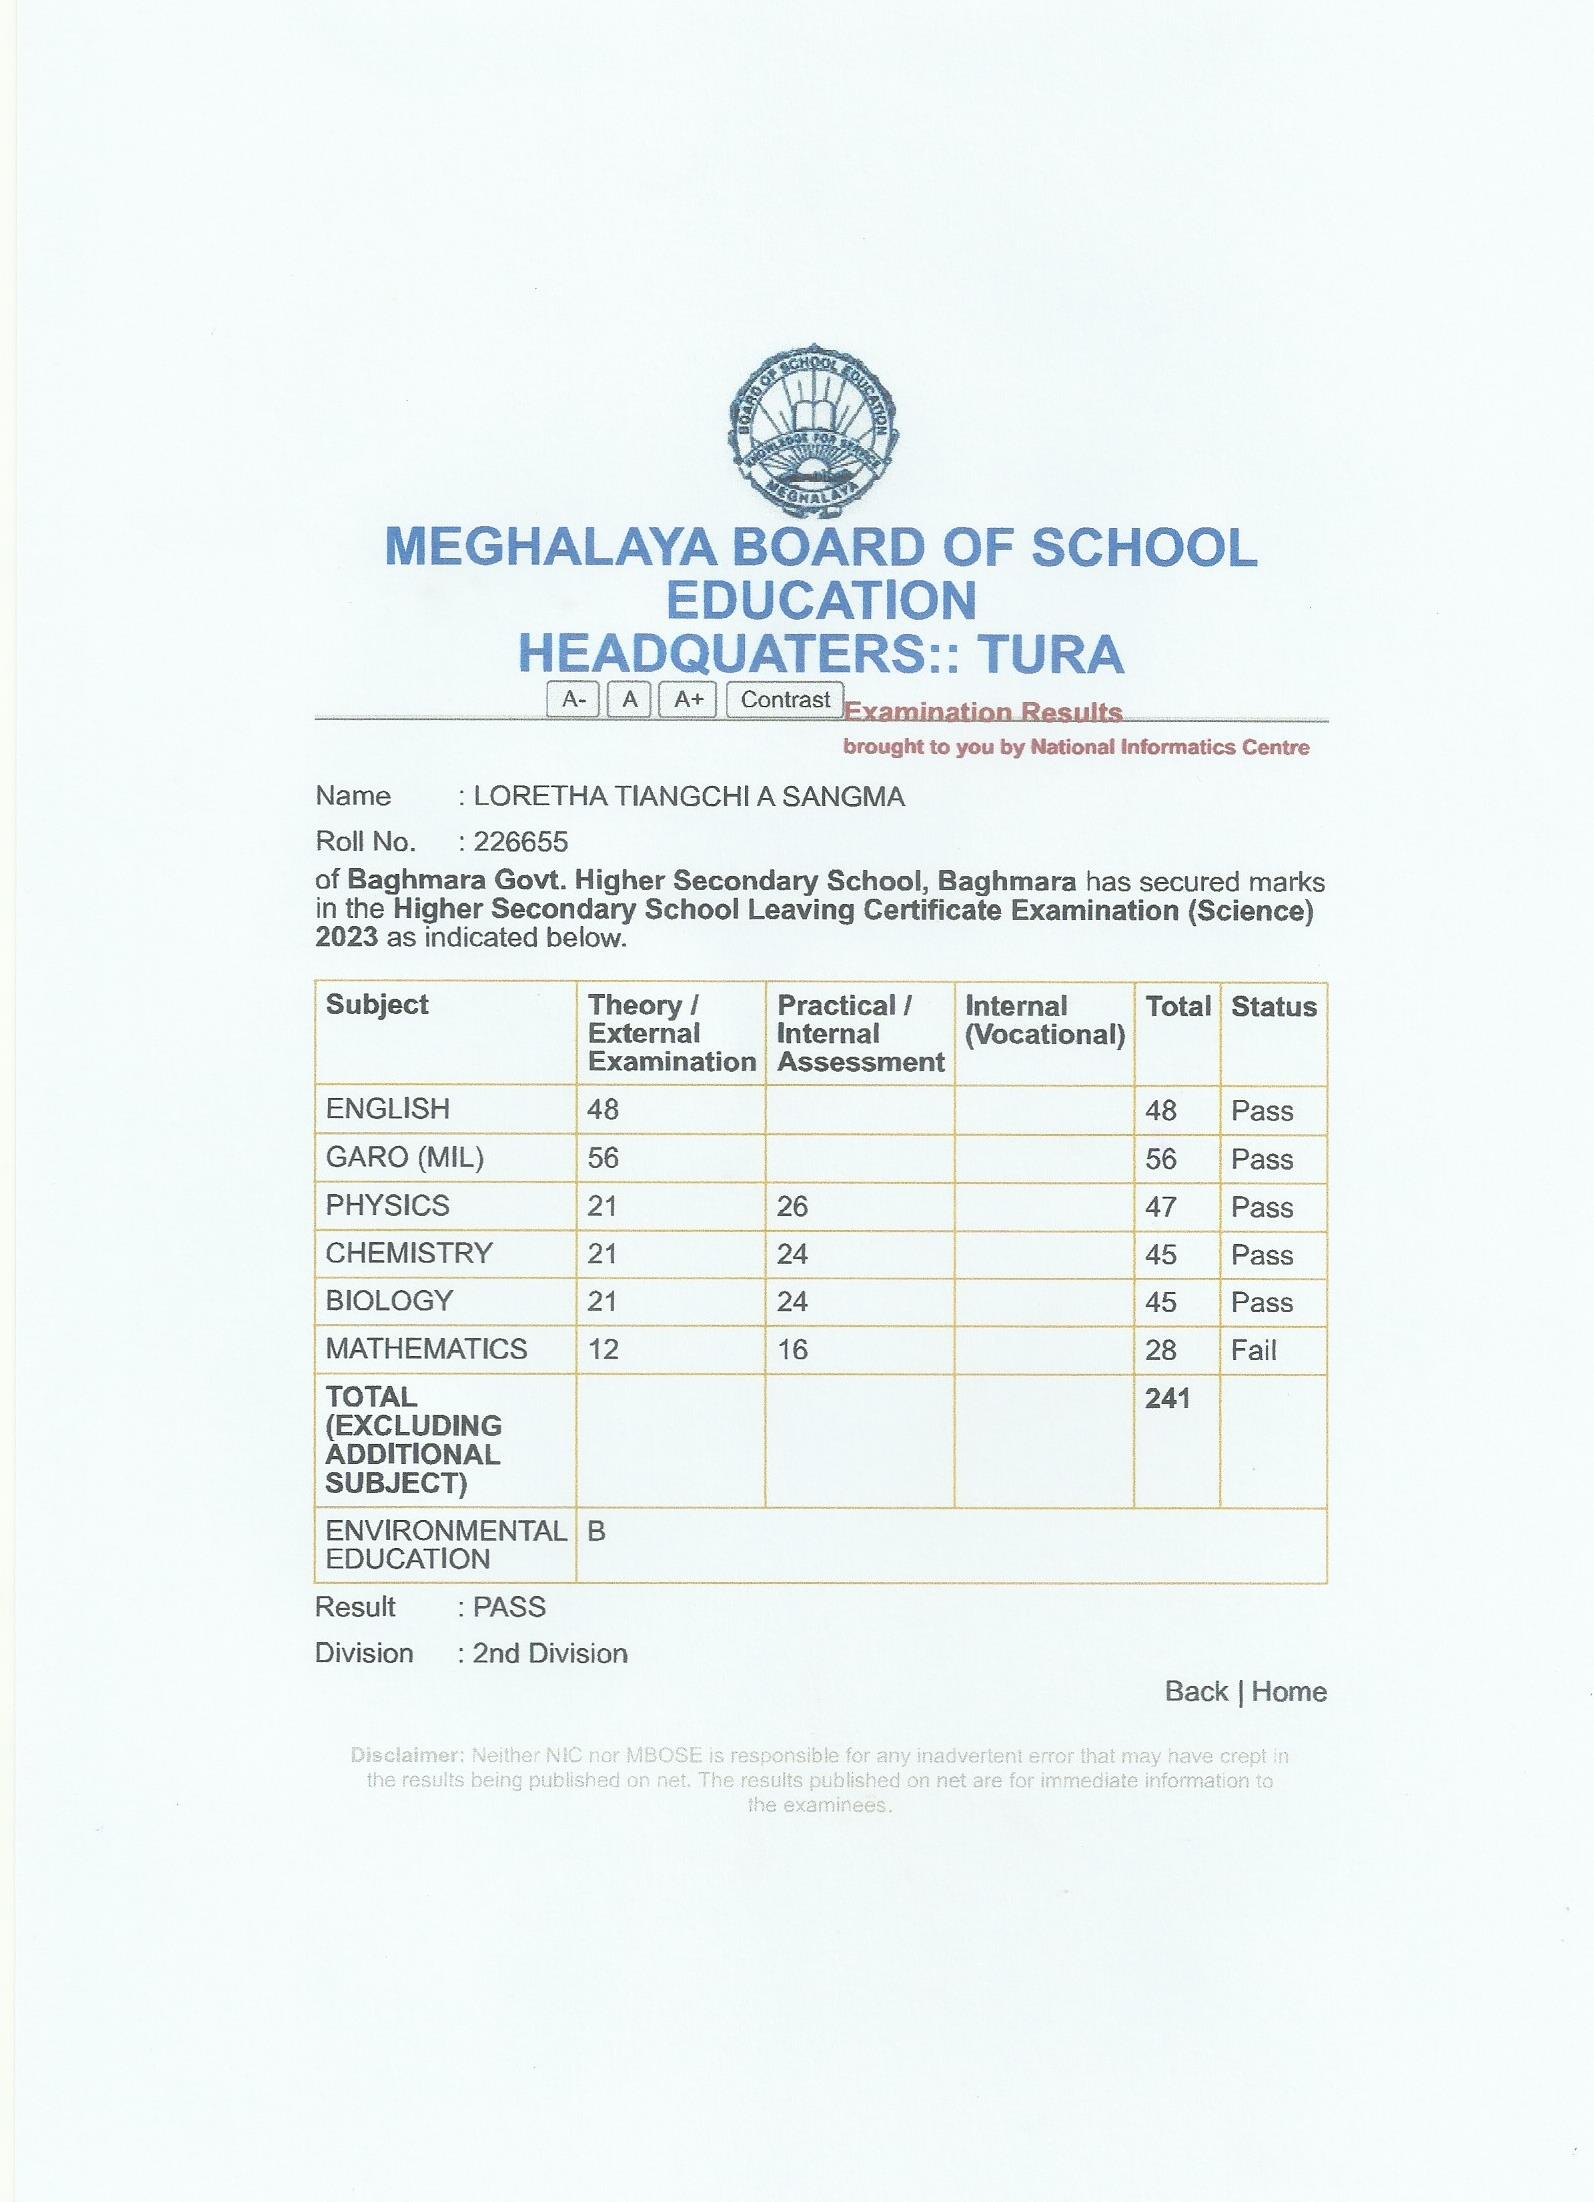 BOARD OF SCHOOL EDUCATION
KNOWLEDGE FOR SERVICE
MEGHALAYA
MEGHALAYA BOARD OF SCHOOL
EDUCATION
HEADQUATERS:: TURA
A- A A+ Contrast Examination Results
brought to you by National Informatics Centre
Name : LORETHA TIANGCHI A SANGMA
Roll No. : 226655
of Baghmara Govt. Higher Secondary School, Baghmara has secured marks
in the Higher Secondary School Leaving Certificate Examination (Science)
2023 as indicated below.
Subject Theory / External Examination Practical / Internal Assessment Internal (Vocational) Total Status
ENGLISH 48 48 Pass
GARO (MIL) 56 56 Pass
PHYSICS 21 26 47 Pass
CHEMISTRY 21 24 45 Pass
BIOLOGY 21 24 45 Pass
MATHEMATICS 12 16 28 Fail
TOTAL 241
(EXCLUDING
ADDITIONAL
SUBJECT)
ENVIRONMENTAL B
EDUCATION
Result : PASS
Division : 2nd Division
Back | Home
Disclaimer: Neither NIC nor MBOSE is responsible for any inadvertent error that may have crept in
the results being published on net. The results published on net are for immediate information to
the examinees.